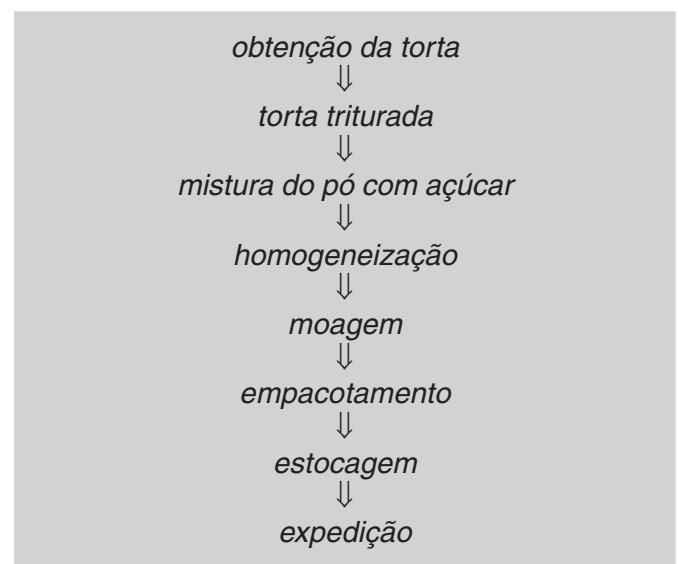 obtenção da torta
⇓
torta triturada
⇓
mistura do pó com açúcar
⇓
homogeneização
⇓
moagem
⇓
empacotamento
⇓
estocagem
⇓
expedição